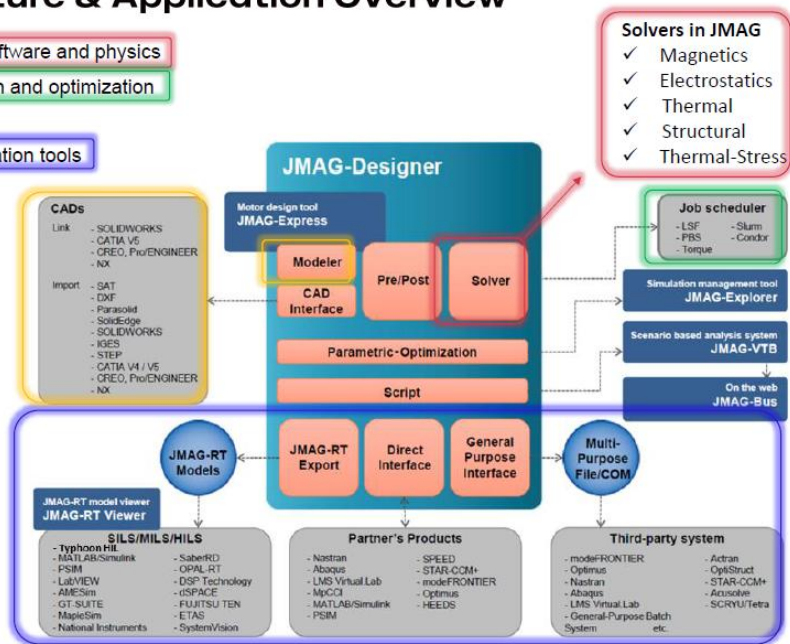 ture & Application Overview
ftware and physics
n and optimization
ation tools
Solvers in JMAG
✓ Magnetics
✓ Electrostatics
✓ Thermal
✓ Structural
✓ Thermal-Stress
JMAG-Designer
Motor design tool
JMAG-Express
Modeler
CAD
Interface
Pre/Post
Solver
Parametric-Optimization
Script
JMAG-RT
Export
Direct
Interface
General
Purpose
Interface
CADs
Link - SOLIDWORKS
- CATIA V5
- CREO, Pro/ENGINEER
- NX
Import - SAT
- DXF
- Parasolid
- SolidEdge
- SOLIDWORKS
- IGES
- STEP
- CATIA V4 / V5
- CREO, Pro/ENGINEER
- NX
Job scheduler
- LSF - Slurm
- PBS - Condor
- Torque
Simulation management tool
JMAG-Explorer
Scenario based analysis system
JMAG-VTB
On the web
JMAG-Bus
JMAG-RT
Models
Multi-
Purpose
File/COM
JMAG-RT model viewer
JMAG-RT Viewer
SILS/MILS/HILS
- Typhoon HIL
- MATLAB/Simulink
- PSIM
- LabVIEW
- AMESim
- GT-SUITE
- MapleSim
- National Instruments
- SaberRD
- OPAL-RT
- DSP Technology
- dSPACE
- FUJITSU TEN
- ETAS
- SystemVision
Partner's Products
- Nastran
- Abaqus
- LMS Virtual.Lab
- MpCCI
- MATLAB/Simulink
- PSIM
- SPEED
- STAR-CCM+
- modeFRONTIER
- Optimus
- HEEDS
Third-party system
- modeFRONTIER
- Optimus
- Nastran
- Abaqus
- LMS Virtual.Lab
- General-Purpose Batch
System etc.
- Actran
- OptiStruct
- STAR-CCM+
- Acusolve
- SCRYU/Tetra